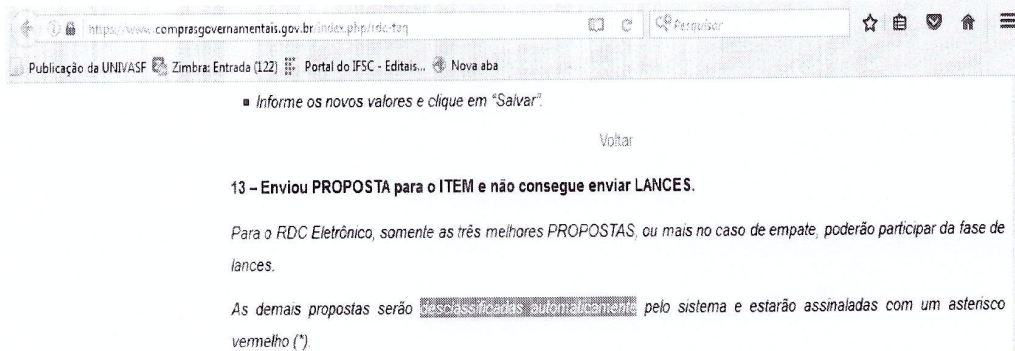 https://www.comprasgovernamentais.gov.br/index.php/rdc-faq
Pesquisar
Publicação da UNIVASF Zimbra: Entrada (122) Portal do IFSC - Editais... Nova aba
▪ Informe os novos valores e clique em "Salvar".
Voltar
13 – Enviou PROPOSTA para o ITEM e não consegue enviar LANCES.
Para o RDC Eletrônico, somente as três melhores PROPOSTAS, ou mais no caso de empate, poderão participar da fase de
lances.
As demais propostas serão desclassificadas automaticamente pelo sistema e estarão assinaladas com um asterisco
vermelho (*).